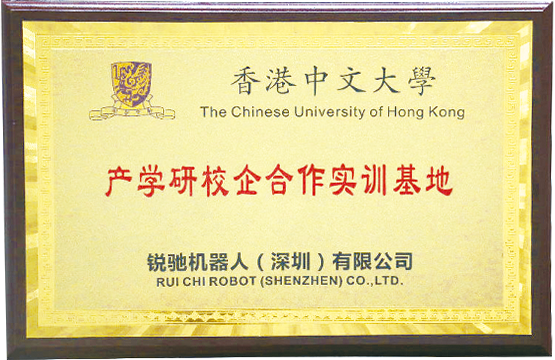 香港中文大學
The Chinese University of Hong Kong
产学研校企合作实训基地
锐驰机器人（深圳）有限公司
RUI CHI ROBOT (SHENZHEN) CO.,LTD.